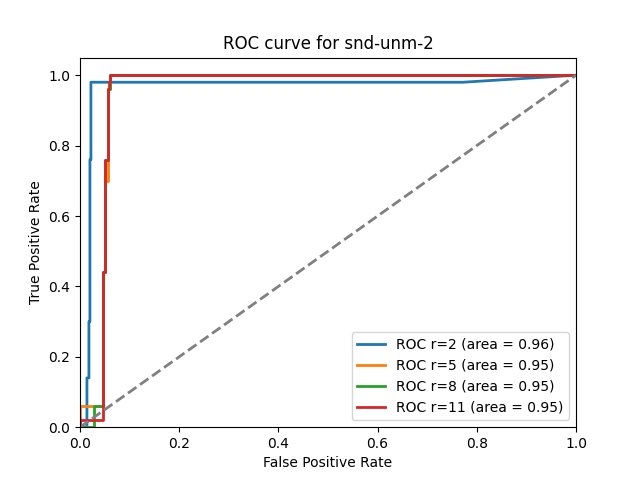 ROC curve for snd-unm-2
True Positive Rate
1.0
0.8
0.6
0.4
0.2
0.0
ROC r=2 (area = 0.96)
ROC r=5 (area = 0.95)
ROC r=8 (area = 0.95)
ROC r=11 (area = 0.95)
0.0 0.2 0.4 0.6 0.8 1.0
False Positive Rate